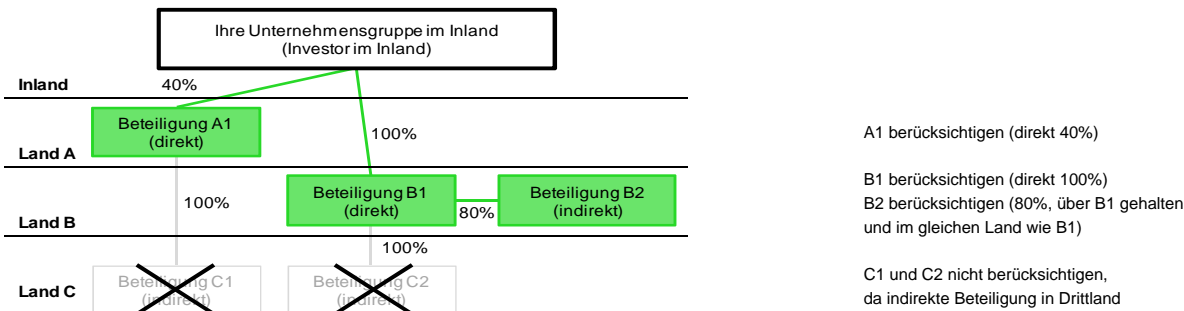 Ihre Unternehmensgruppe im Inland
(Investor im Inland)
Inland
40%
Beteiligung A1
(direkt)
100%
A1 berücksichtigen (direkt 40%)
Land A
Beteiligung B1
(direkt)
80%
Beteiligung B2
(indirekt)
100%
B1 berücksichtigen (direkt 100%)
B2 berücksichtigen (80%, über B1 gehalten
und im gleichen Land wie B1)
Land B
100%
Beteiligung C1
(indirekt)
Beteiligung C2
(indirekt)
C1 und C2 nicht berücksichtigen,
da indirekte Beteiligung in Drittland
Land C